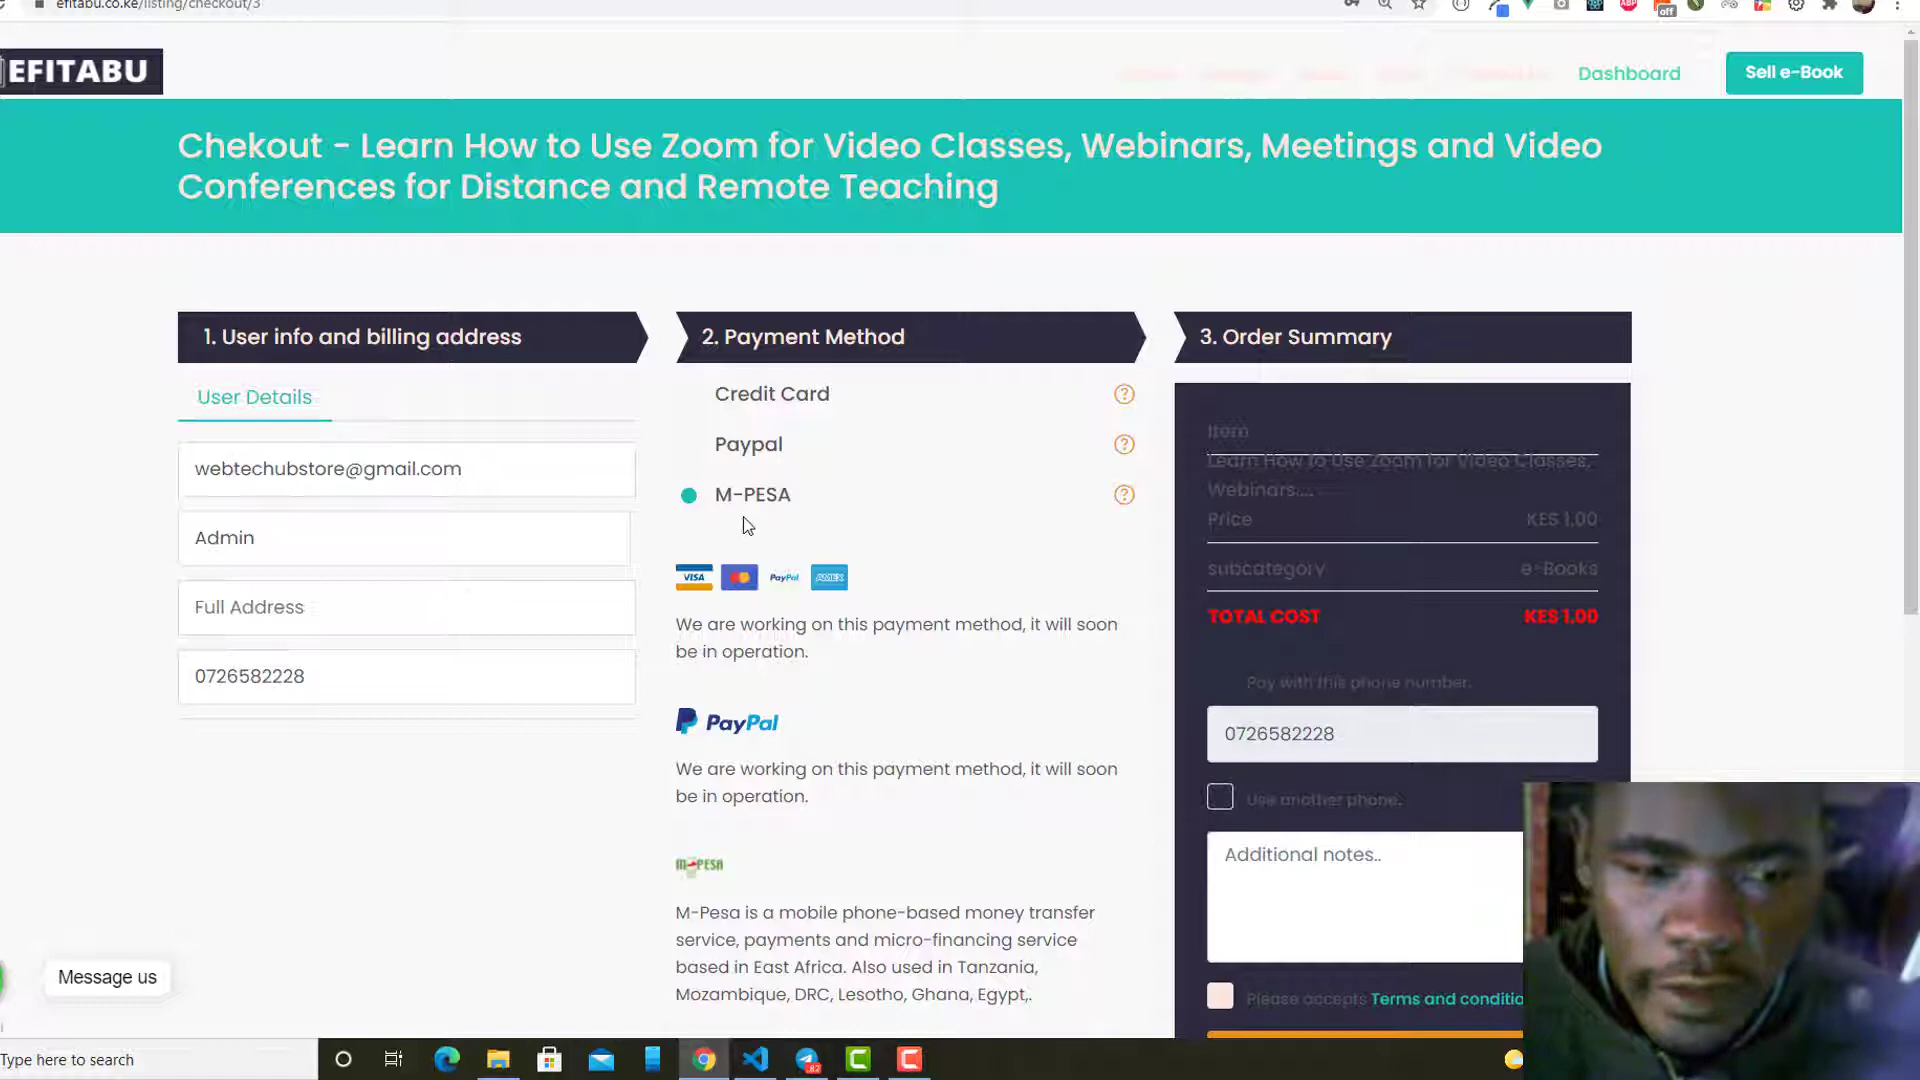 efitabu.co.ke/listing/checkout/3
ABP
off
EFITABU
Dashboard
Sell e-Book
Chekout - Learn How to Use Zoom for Video Classes, Webinars, Meetings and Video
Conferences for Distance and Remote Teaching
1. User info and billing address
2. Payment Method
3. Order Summary
User Details
webtechubstore@gmail.com
Admin
Full Address
0726582228
Credit Card
?
Paypal
?
M-PESA
?
VISA
PayPal
AMEX
We are working on this payment method, it will soon
be in operation.
PayPal
We are working on this payment method, it will soon
be in operation.
M-PESA
M-Pesa is a mobile phone-based money transfer
service, payments and micro-financing service
based in East Africa. Also used in Tanzania,
Mozambique, DRC, Lesotho, Ghana, Egypt,.
Item
Learn How to Use Zoom for Video Classes,
Webinars....
Price KES 1.00
subcategory e-Books
TOTAL COST KES 1.00
Pay with this phone number.
0726582228
Use another phone.
Additional notes..
Please accepts Terms and conditio
Message us
Type here to search
82